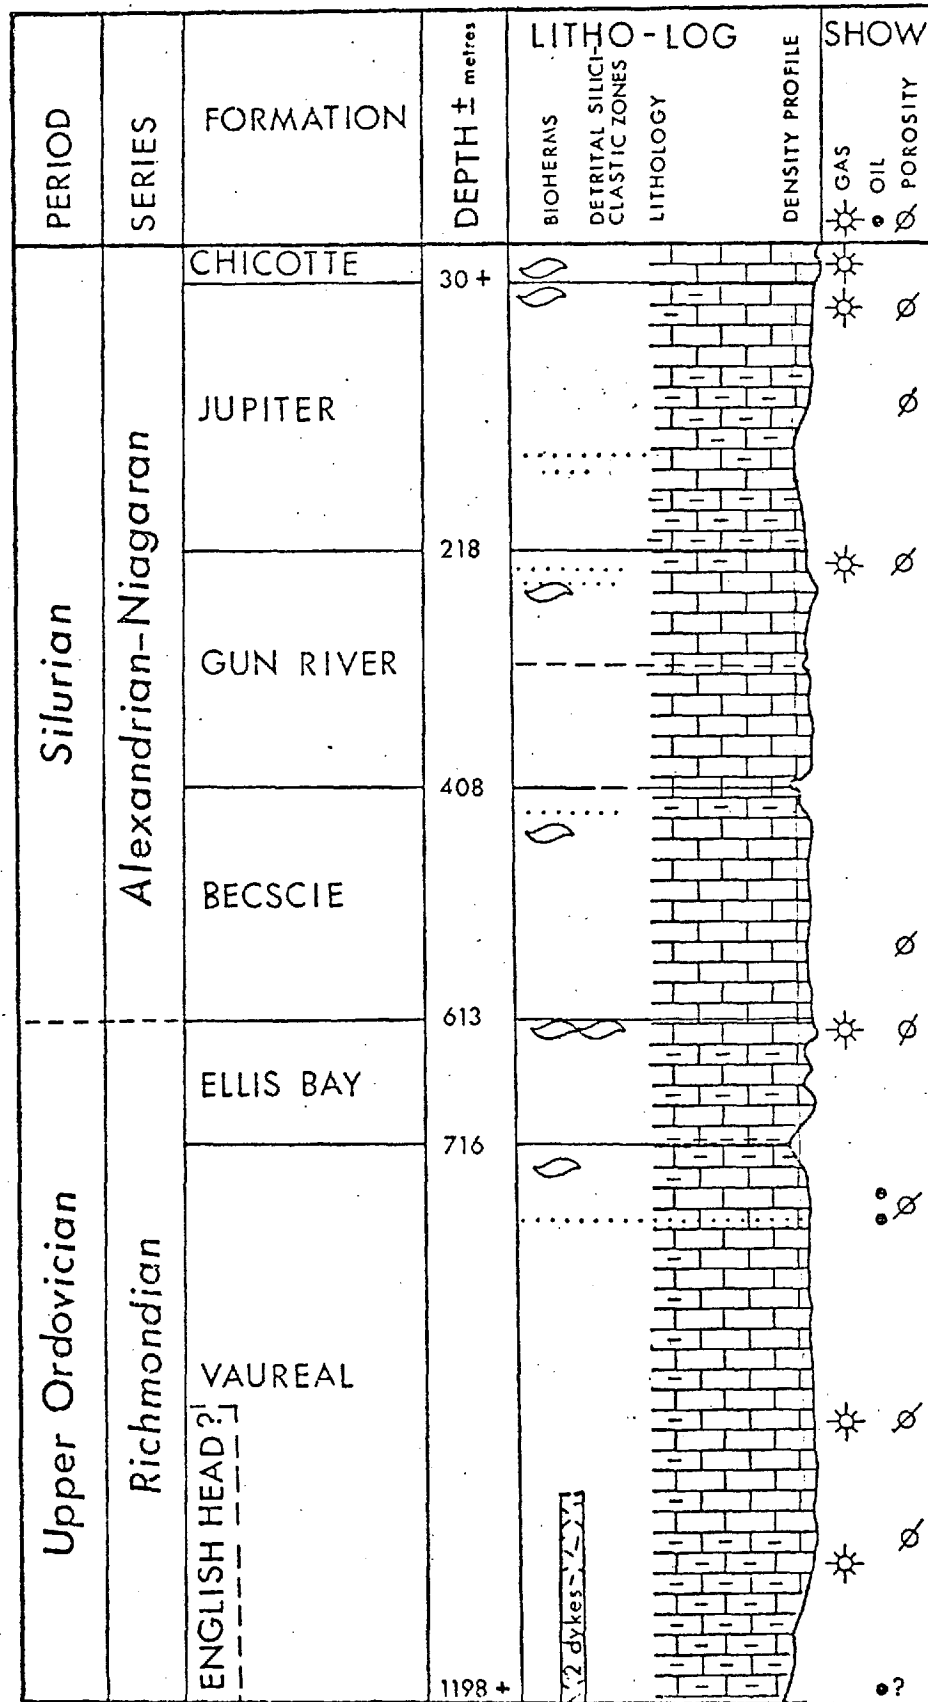 PERIOD
SERIES
FORMATION
DEPTH ± metres
LITHO-LOG
BIOHERMS
DETRITAL SILICI-
CLASTIC ZONES
LITHOLOGY
DENSITY PROFILE
SHOW
GAS
OIL
POROSITY
Silurian
Upper Ordovician
Alexandrian-Niagaran
Richmondian
CHICOTTE
30 +
JUPITER
218
GUN RIVER
408
BECSCIE
613
ELLIS BAY
716
VAUREAL
ENGLISH HEAD?
2 dykes
1198 +
?